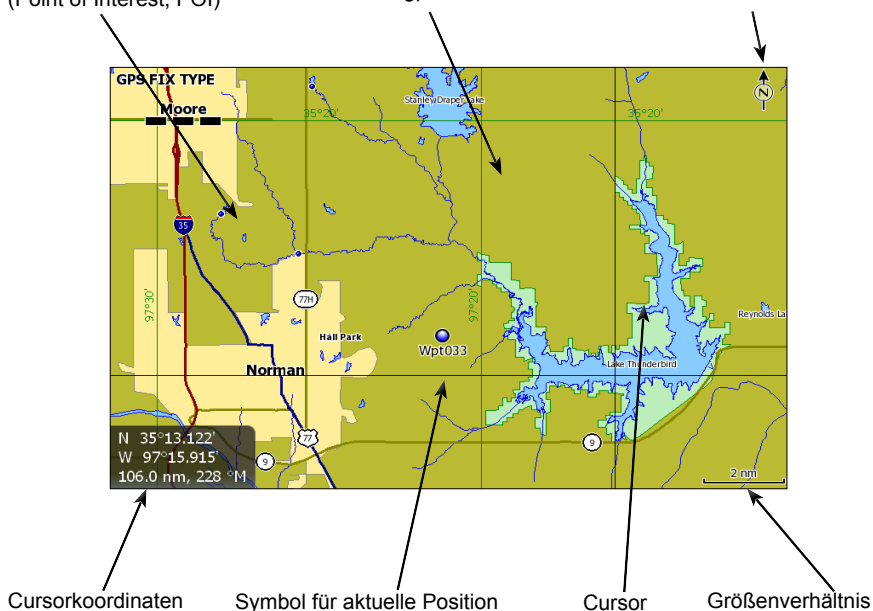 (Point of Interest, POI)
GPS FIX TYPE
Moore
Stanley Draper Lake
35°20'
35°20'
N
35
97°30'
77H
97°20'
Reynolds La
Hall Park
Wpt033
Norman
Lake Thunderbird
77
9
9
N 35°13.122'
W 97°15.915'
106.0 nm, 228 °M
2 nm
Cursorkoordinaten
Symbol für aktuelle Position
Cursor
Größenverhältnis